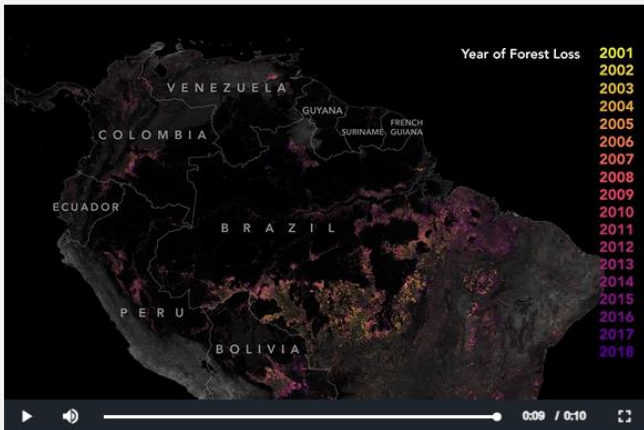 Year of Forest Loss
2001
2002
2003
2004
2005
2006
2007
2008
2009
2010
2011
2012
2013
2014
2015
2016
2017
2018
VENEZUELA
GUYANA
SURINAME
FRENCH
GUIANA
COLOMBIA
ECUADOR
BRAZIL
PERU
BOLIVIA
0:09 / 0:10